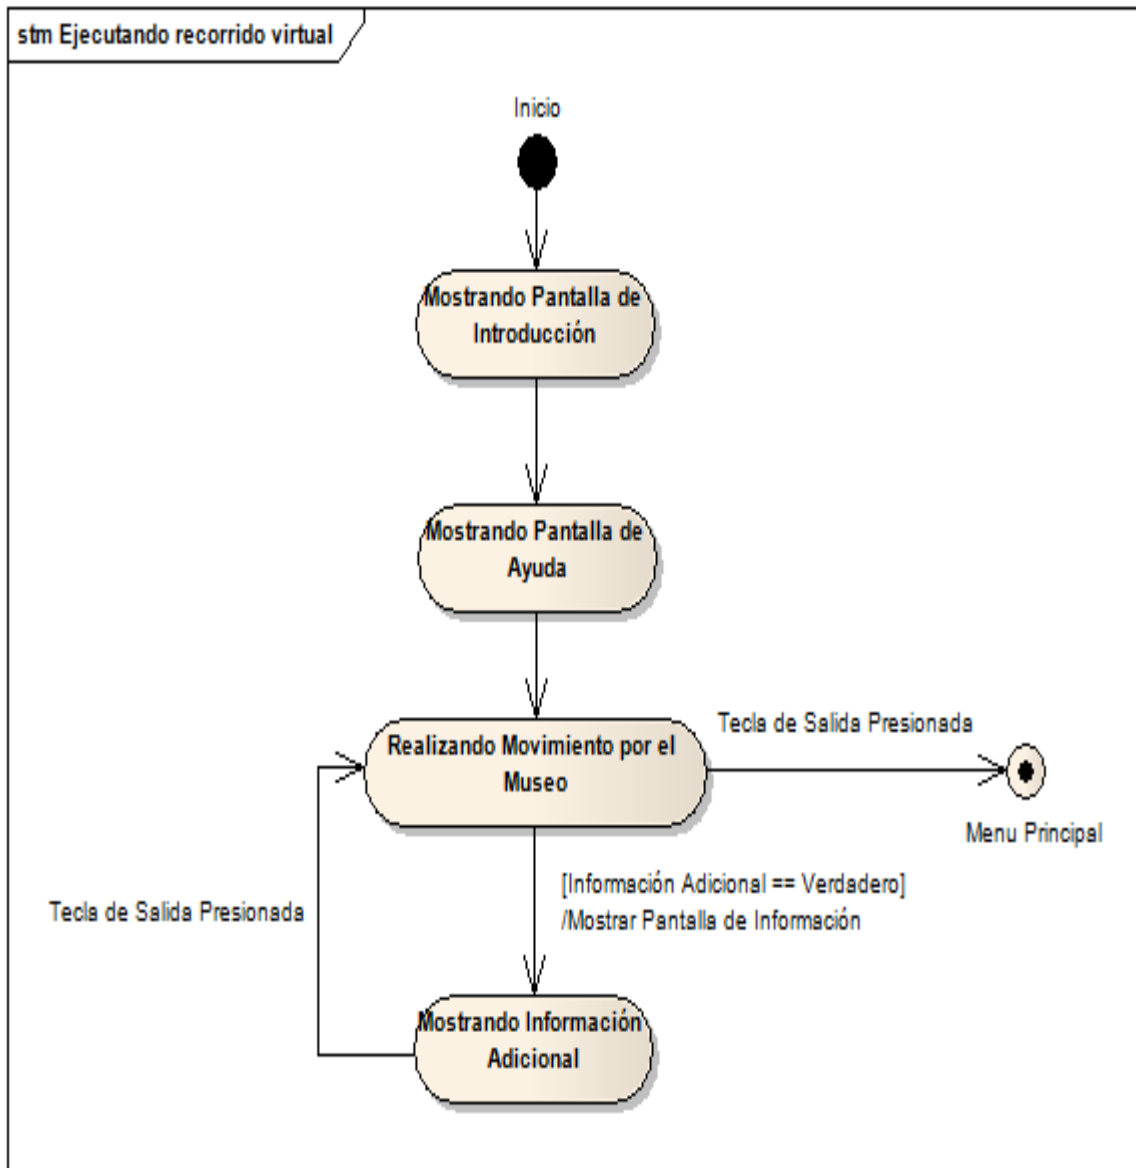 stm Ejecutando recorrido virtual
Inicio
Mostrando Pantalla de
Introducción
Mostrando Pantalla de
Ayuda
Realizando Movimiento por el
Museo
Tecla de Salida Presionada
Menu Principal
[Información Adicional == Verdadero]
/Mostrar Pantalla de Información
Tecla de Salida Presionada
Mostrando Información
Adicional